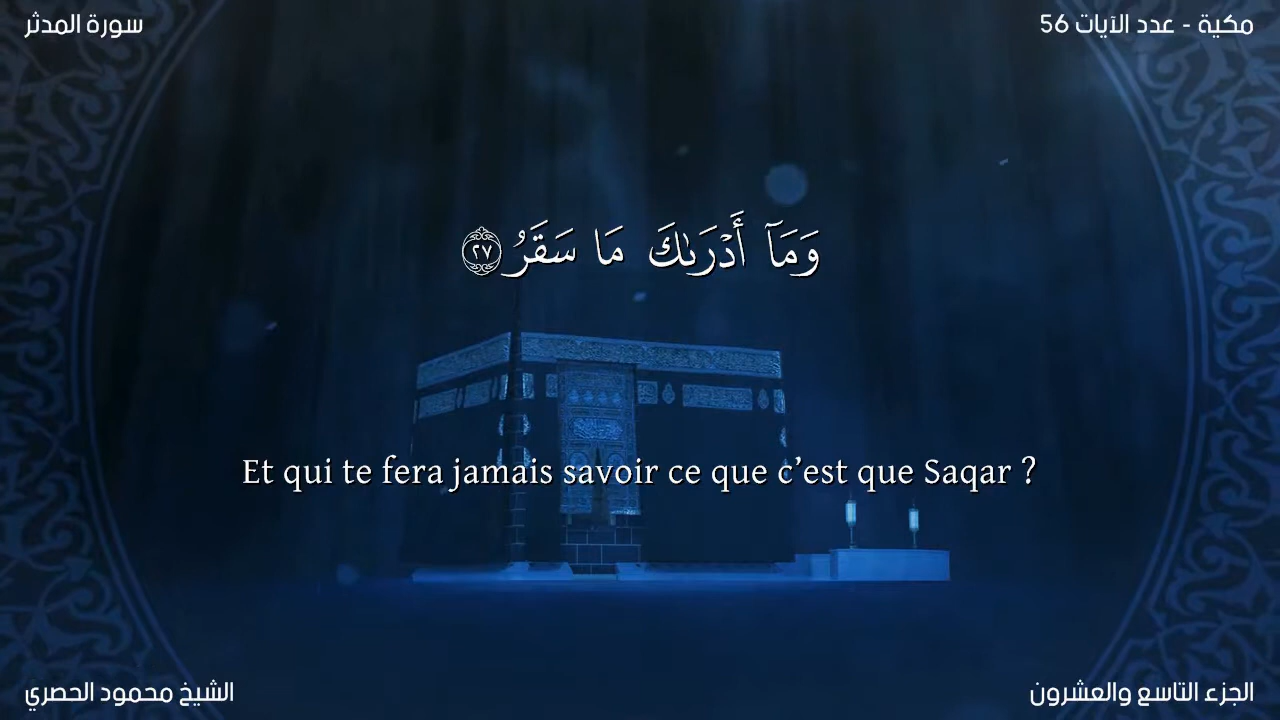 سورة المدثر
مكية - عدد الآيات 56
وَمَآ أَدْرَىٰكَ مَا سَقَرُ ٢٧
Et qui te fera jamais savoir ce que c’est que Saqar ?
الشيخ محمود الحصري
الجزء التاسع والعشرون